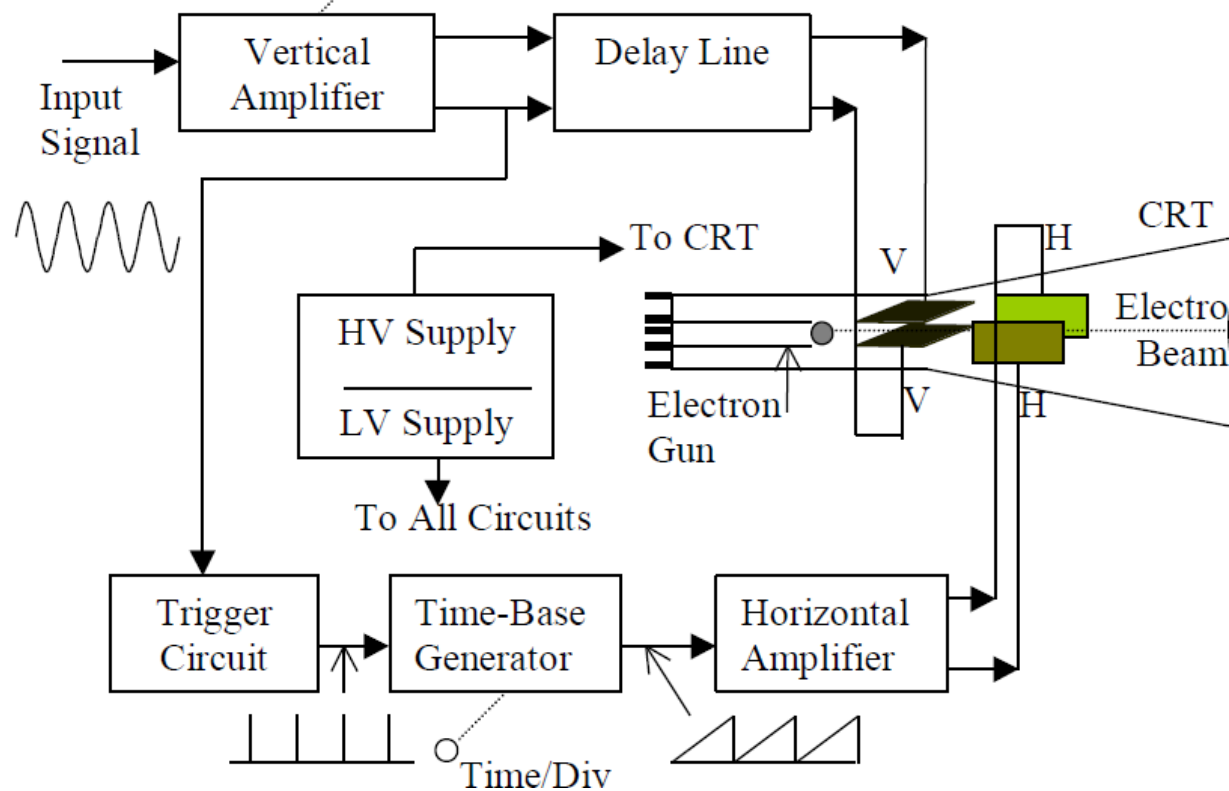 Vertical
Amplifier
Delay Line
Input
Signal
To CRT
CRT
V
H
HV Supply
LV Supply
Electro
Beam
Electron
Gun
V
H
To All Circuits
Trigger
Circuit
Time-Base
Generator
Horizontal
Amplifier
Time/Div